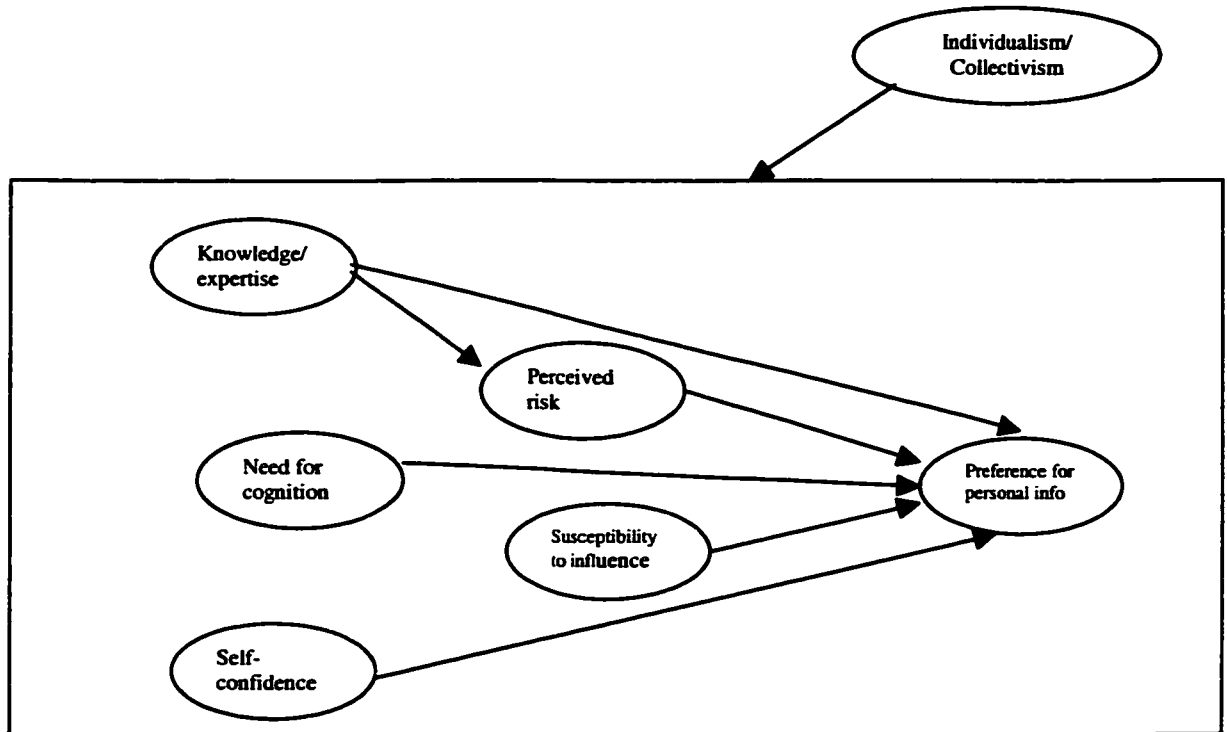 Individualism/
Collectivism
Knowledge/
expertise
Perceived
risk
Need for
cognition
Preference for
personal info
Susceptibility
to influence
Self-
confidence